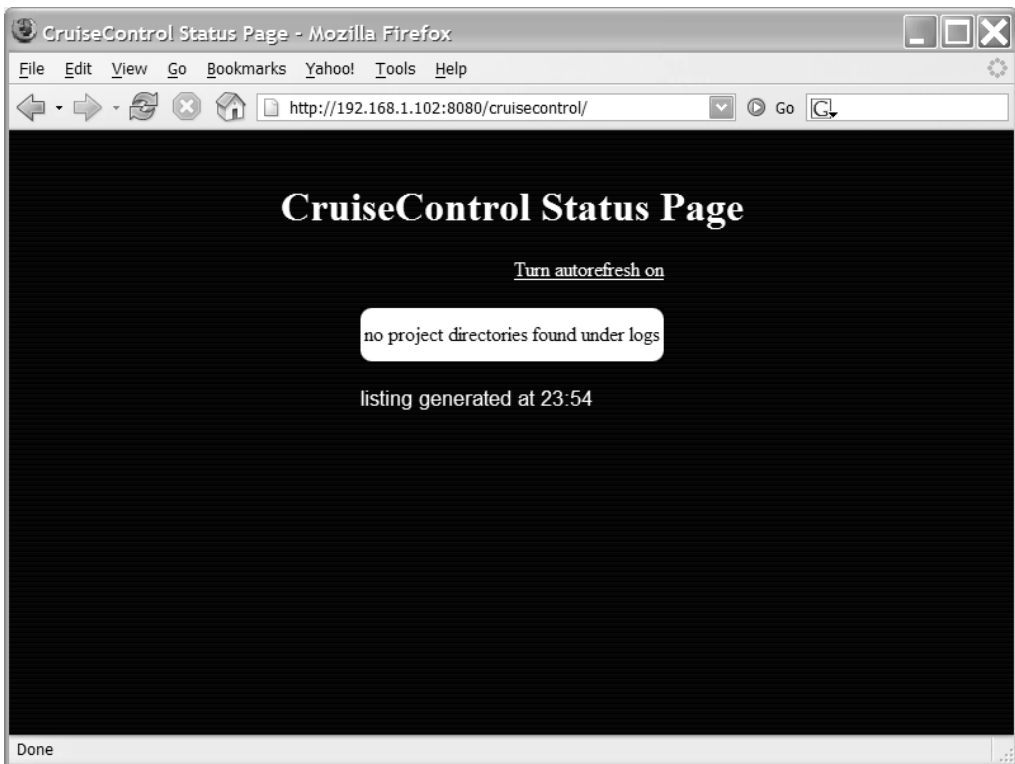 CruiseControl Status Page - Mozilla Firefox
File Edit View Go Bookmarks Yahoo! Tools Help
http://192.168.1.102:8080/cruisecontrol/ Go G
CruiseControl Status Page
Turn autorefresh on
no project directories found under logs
listing generated at 23:54
Done